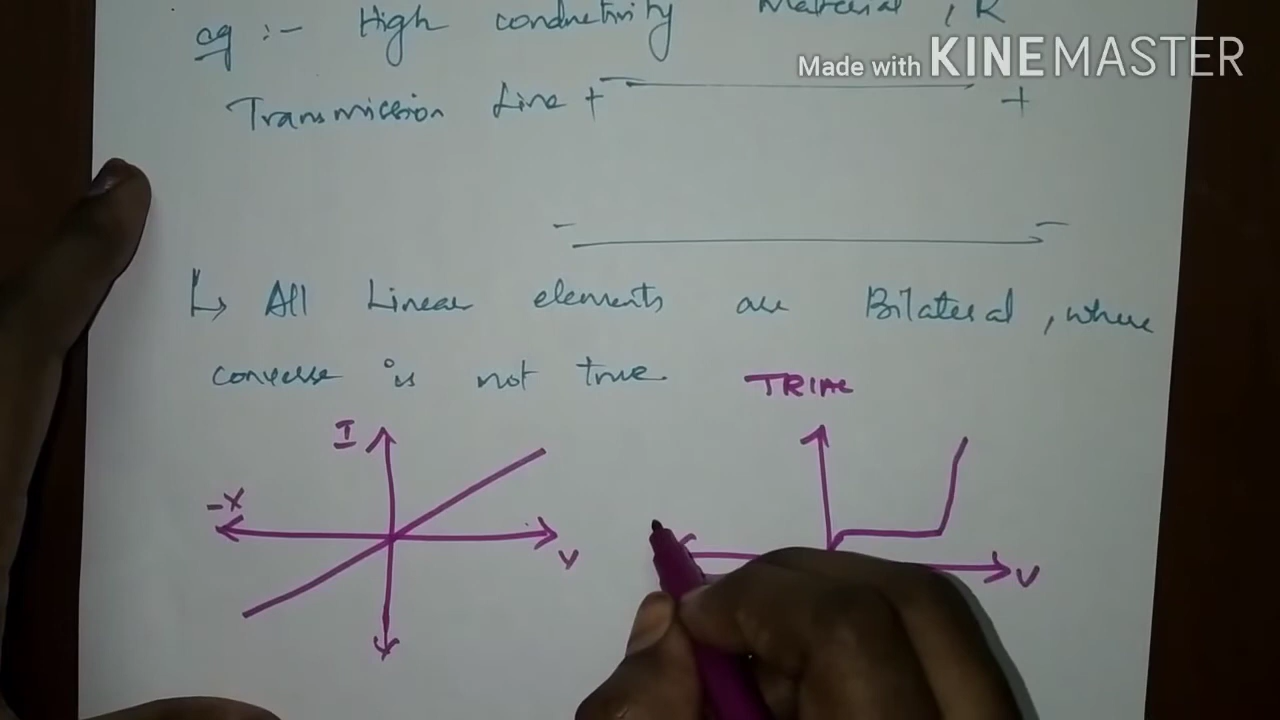 eg :- High conductivity Material, R
Made with KINEMASTER
Transmission Line + +
- -
↳ All Linear elements are Bilateral, where
converse is not true.
TRIAC
I
-X
V
V